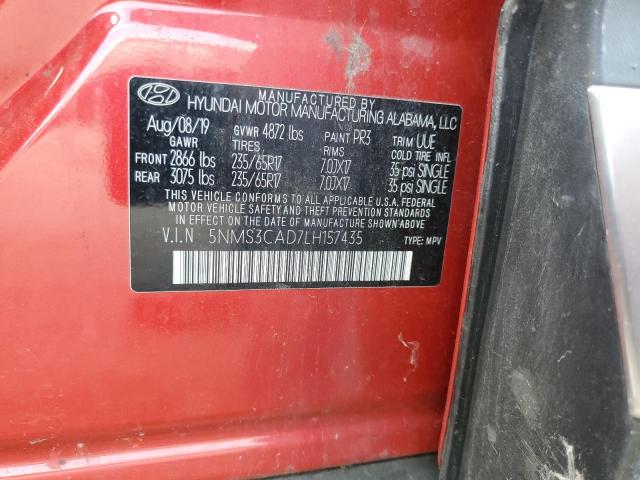 MANUFACTURED BY
HYUNDAI MOTOR MANUFACTURING ALABAMA, LLC
Aug/08/19 GVWR 4872 lbs PAINT PR3 TRIM UUE
GAWR TIRES RIMS COLD TIRE INFL
FRONT 2866 lbs 235/65R17 7.0JX17 35 psi SINGLE
REAR 3075 lbs 235/65R17 7.0JX17 35 psi SINGLE
THIS VEHICLE CONFORMS TO ALL APPLICABLE U.S.A. FEDERAL
MOTOR VEHICLE SAFETY AND THEFT PREVENTION STANDARDS
IN EFFECT ON THE DATE OF MANUFACTURE SHOWN ABOVE.
V.I.N 5NMS3CAD7LH157435 TYPE: MPV